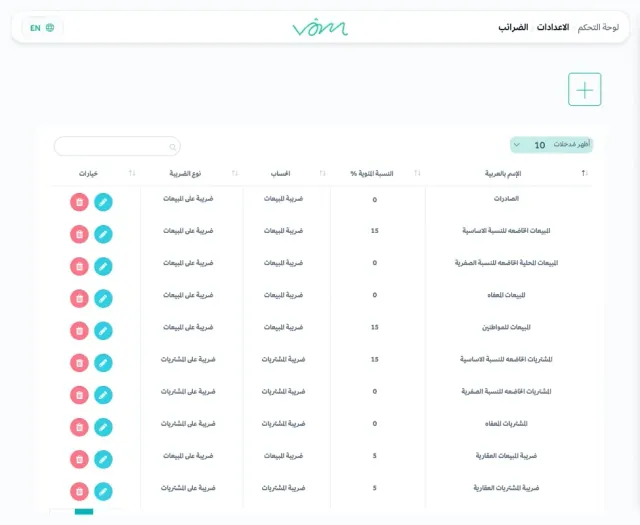 لوحة التحكم الاعدادات الضرائب
EN
أظهر مُدخلات 10
الإسم بالعربية النسبة المئوية % الحساب نوع الضريبة خيارات
الصادرات 0 ضريبة المبيعات ضريبة على المبيعات
المبيعات الخاضعه للنسبة الاساسية 15 ضريبة المبيعات ضريبة على المبيعات
المبيعات المحلية الخاضعه للنسبة الصفرية 0 ضريبة المبيعات ضريبة على المبيعات
المبيعات المعفاه 0 ضريبة المبيعات ضريبة على المبيعات
المبيعات للمواطنين 15 ضريبة المبيعات ضريبة على المبيعات
المشتريات الخاضعه للنسبة الاساسية 15 ضريبة المشتريات ضريبة على المشتريات
المشتريات الخاضعه للنسبة الصفرية 0 ضريبة المشتريات ضريبة على المشتريات
المشتريات المعفاه 0 ضريبة المشتريات ضريبة على المشتريات
ضريبة المبيعات العقارية 5 ضريبة المبيعات ضريبة على المبيعات
ضريبة المشتريات العقارية 5 ضريبة المشتريات ضريبة على المشتريات